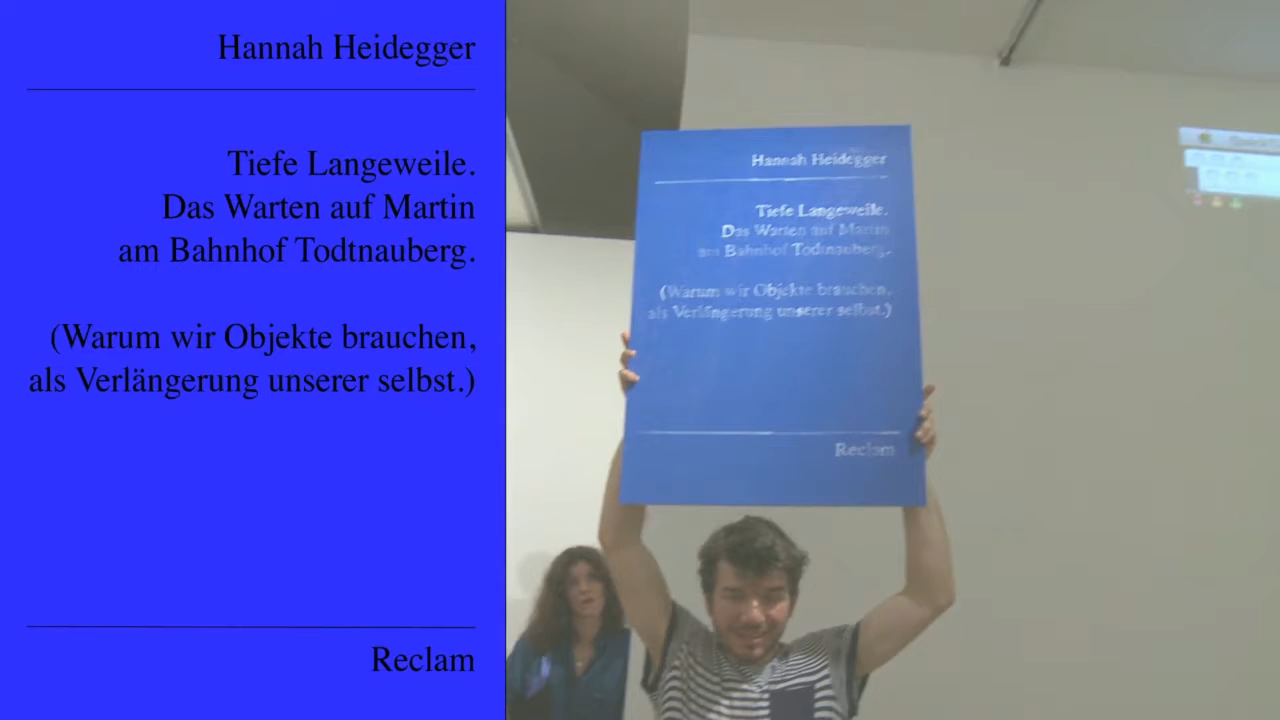 Hannah Heidegger
Tiefe Langeweile.
Das Warten auf Martin
am Bahnhof Todtnauberg.
(Warum wir Objekte brauchen,
als Verlängerung unserer selbst.)
Reclam
Hannah Heidegger
Tiefe Langeweile.
Das Warten auf Martin
am Bahnhof Todtnauberg.
(Warum wir Objekte brauchen,
als Verlängerung unserer selbst.)
Reclam